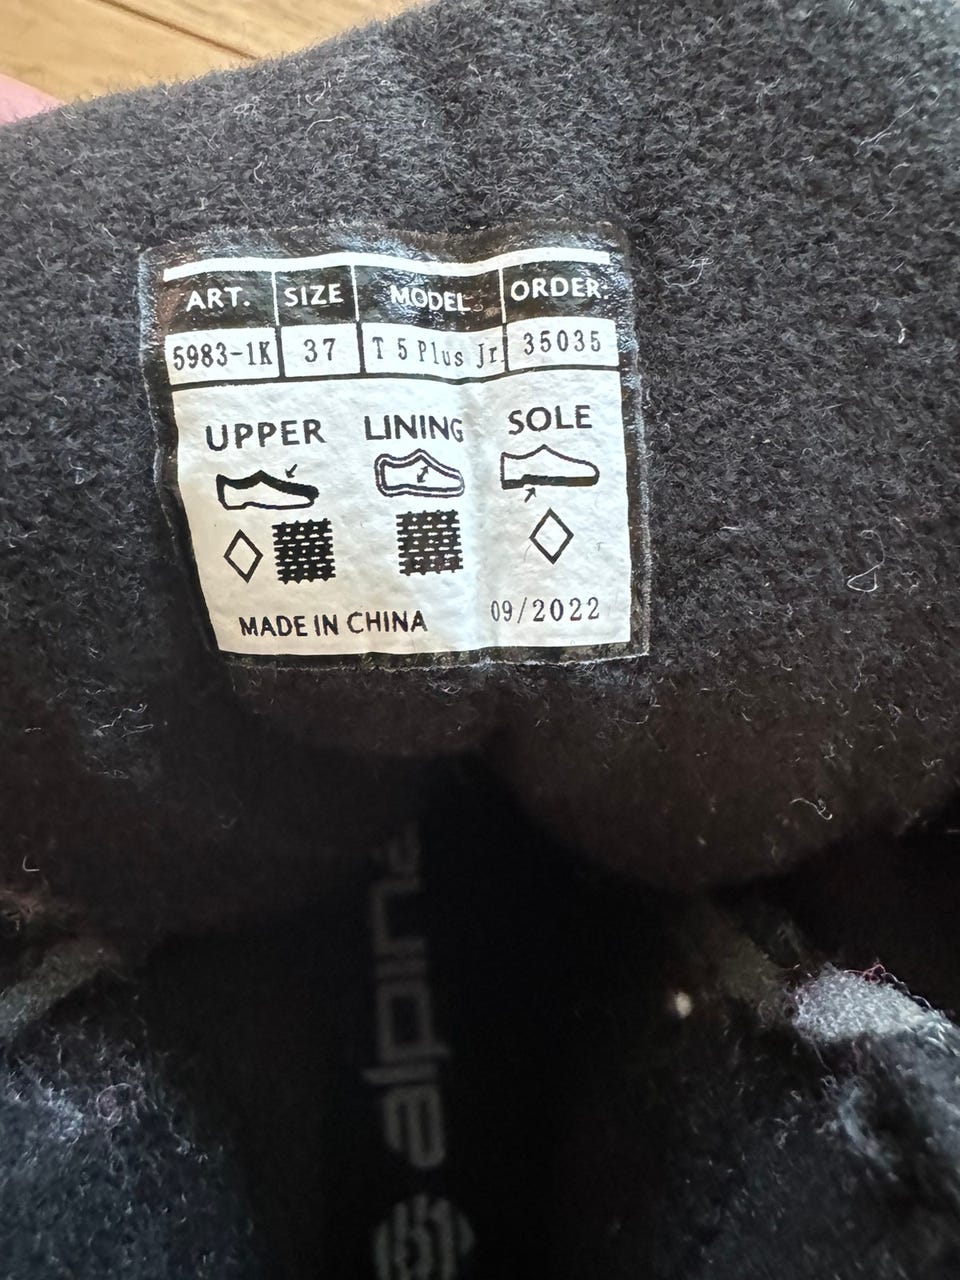 ART. SIZE MODEL ORDER:
5983-1K 37 T 5 Plus Jr. 35035
UPPER LINING SOLE
MADE IN CHINA 09/2022
alpina